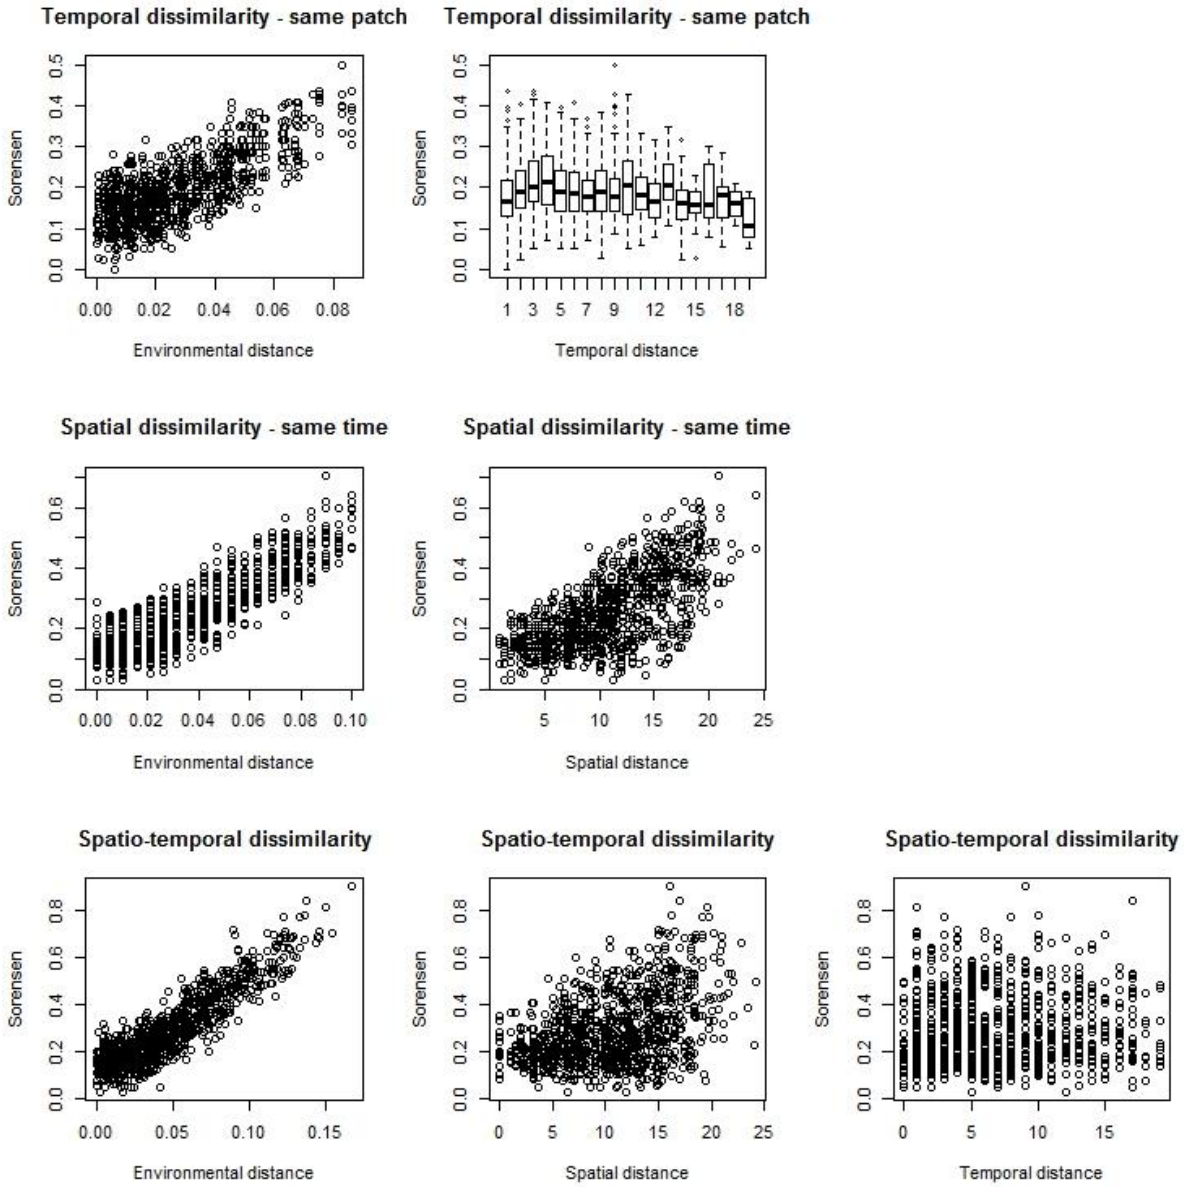 Temporal dissimilarity - same patch
Sorensen
0.0 0.1 0.2 0.3 0.4 0.5
0.00 0.02 0.04 0.06 0.08
Environmental distance
Temporal dissimilarity - same patch
Sorensen
0.0 0.1 0.2 0.3 0.4 0.5
1 3 5 7 9 12 15 18
Temporal distance
Spatial dissimilarity - same time
Sorensen
0.0 0.2 0.4 0.6
0.00 0.02 0.04 0.06 0.08 0.10
Environmental distance
Spatial dissimilarity - same time
Sorensen
0.0 0.2 0.4 0.6
5 10 15 20 25
Spatial distance
Spatio-temporal dissimilarity
Sorensen
0.0 0.2 0.4 0.6 0.8
0.00 0.05 0.10 0.15
Environmental distance
Spatio-temporal dissimilarity
Sorensen
0.0 0.2 0.4 0.6 0.8
0 5 10 15 20 25
Spatial distance
Spatio-temporal dissimilarity
Sorensen
0.0 0.2 0.4 0.6 0.8
0 5 10 15
Temporal distance